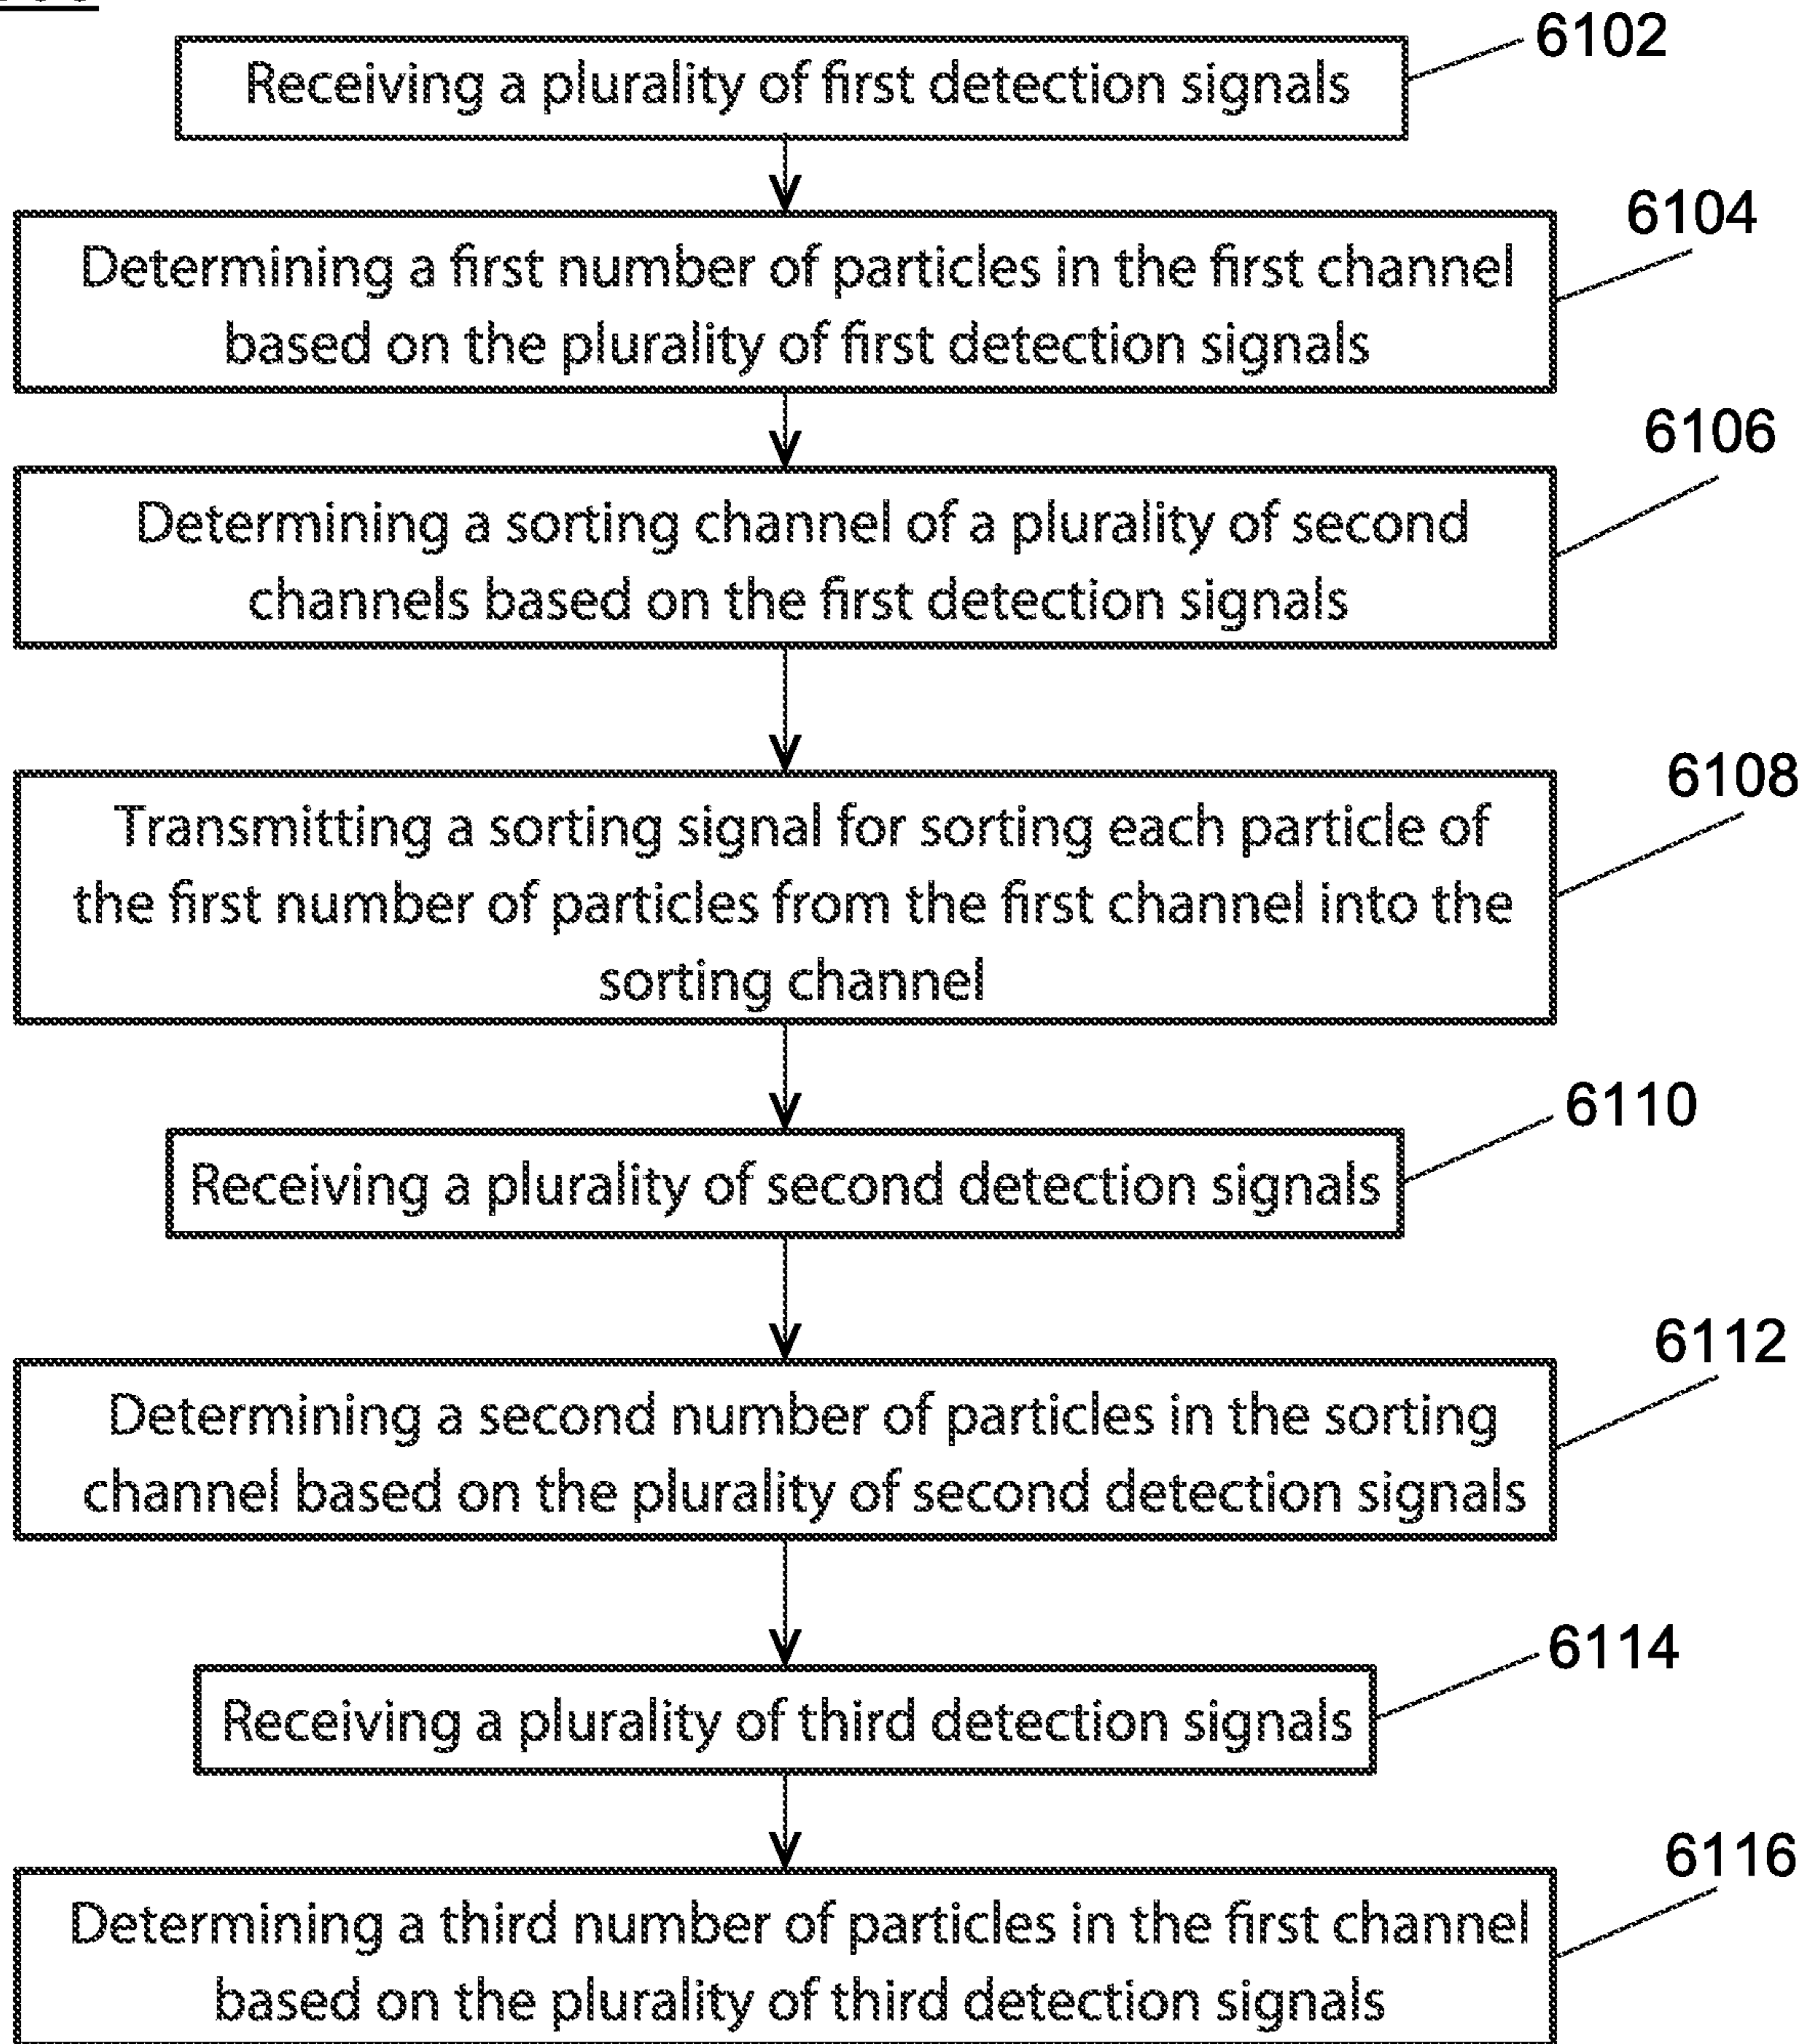 6102
Receiving a plurality of first detection signals
6104
Determining a first number of particles in the first channel
based on the plurality of first detection signals
6106
Determining a sorting channel of a plurality of second
channels based on the first detection signals
6108
Transmitting a sorting signal for sorting each particle of
the first number of particles from the first channel into the
sorting channel
6110
Receiving a plurality of second detection signals
6112
Determining a second number of particles in the sorting
channel based on the plurality of second detection signals
6114
Receiving a plurality of third detection signals
6116
Determining a third number of particles in the first channel
based on the plurality of third detection signals